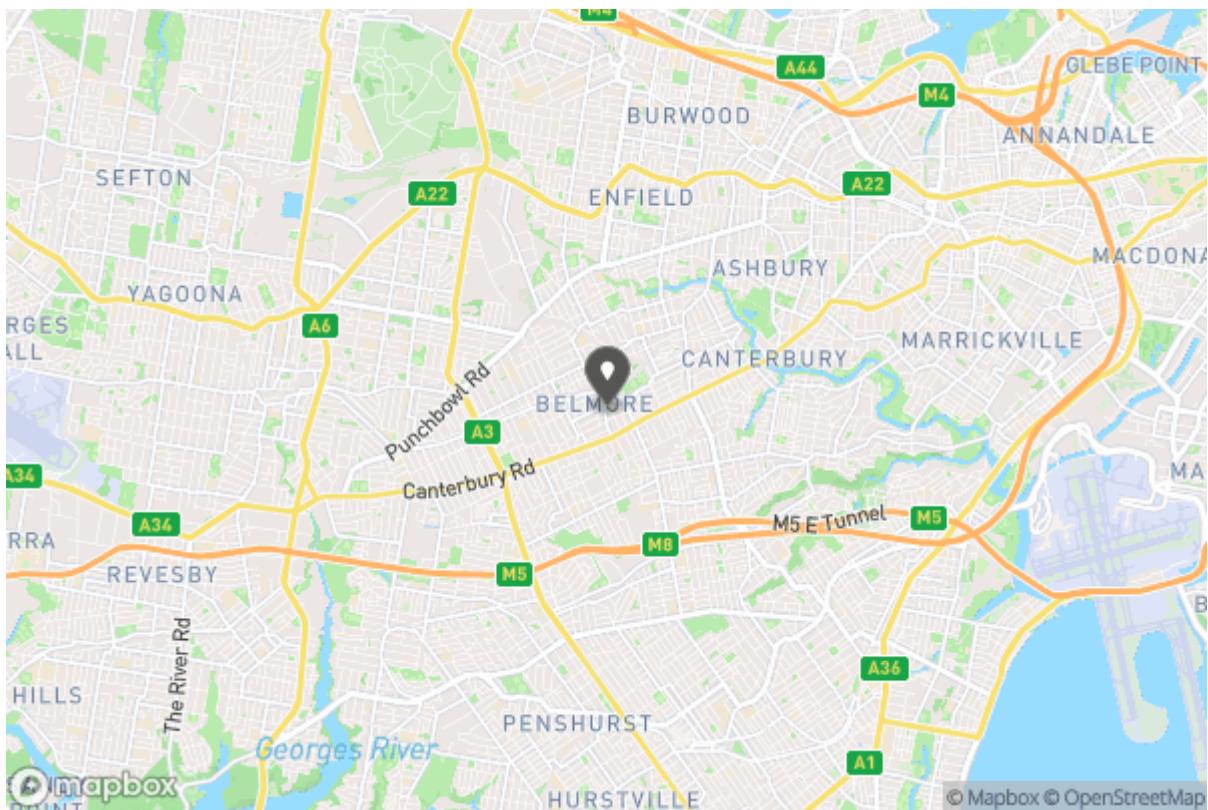 M4
A44
GLEBE POINT
M4
BURWOOD
ANNANDALE
SEFTON
A22
A22
ENFIELD
ASHBURY
MACDONA
YAGOONA
RGES
ALL
A6
MARRICKVILLE
CANTERBURY
Punchbowl Rd
BELMORE
A3
Canterbury Rd
A34
MA
A34
M5 E Tunnel
M5
RRA
M8
REVESBY
M5
B
The River Rd
A36
HILLS
PENSHURST
Georges River
A1
mapbox
POINT
HURSTVILLE
© Mapbox © OpenStreetMap